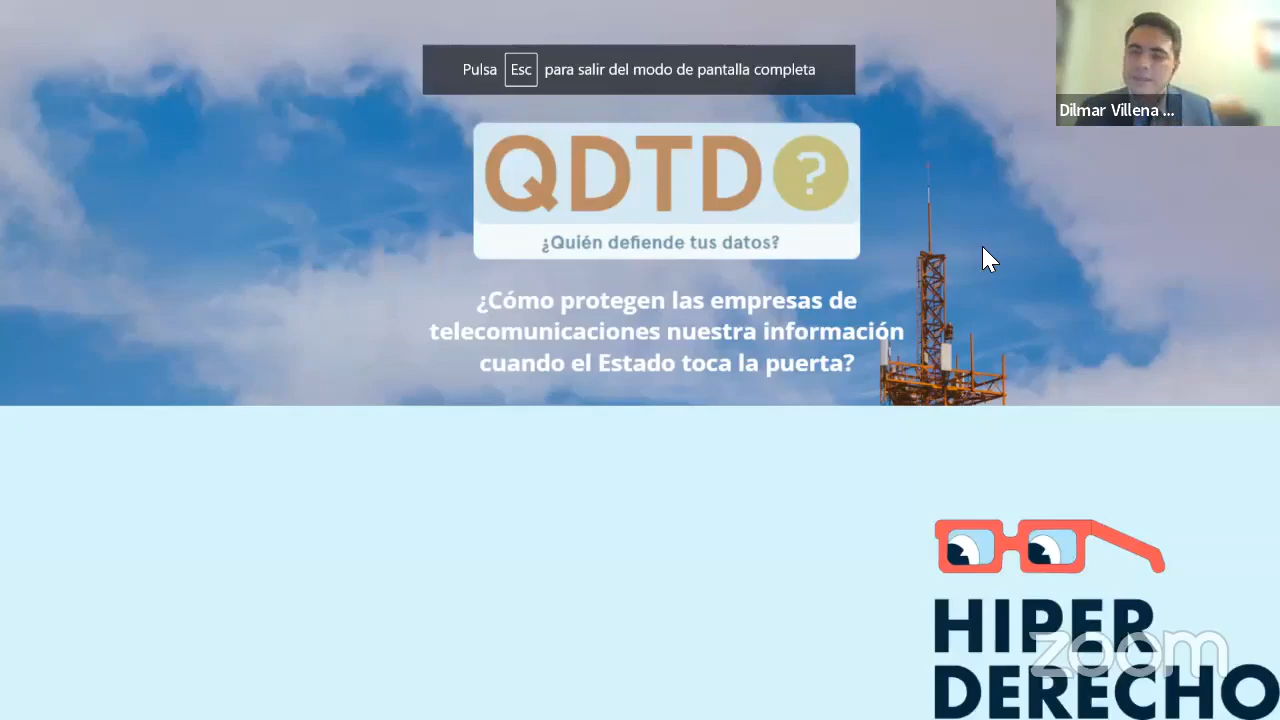 Pulsa Esc para salir del modo de pantalla completa
Dilmar Villena ...
QDTD?
¿Quién defiende tus datos?
¿Cómo protegen las empresas de
telecomunicaciones nuestra información
cuando el Estado toca la puerta?
HIPER
zoom
DERECHO